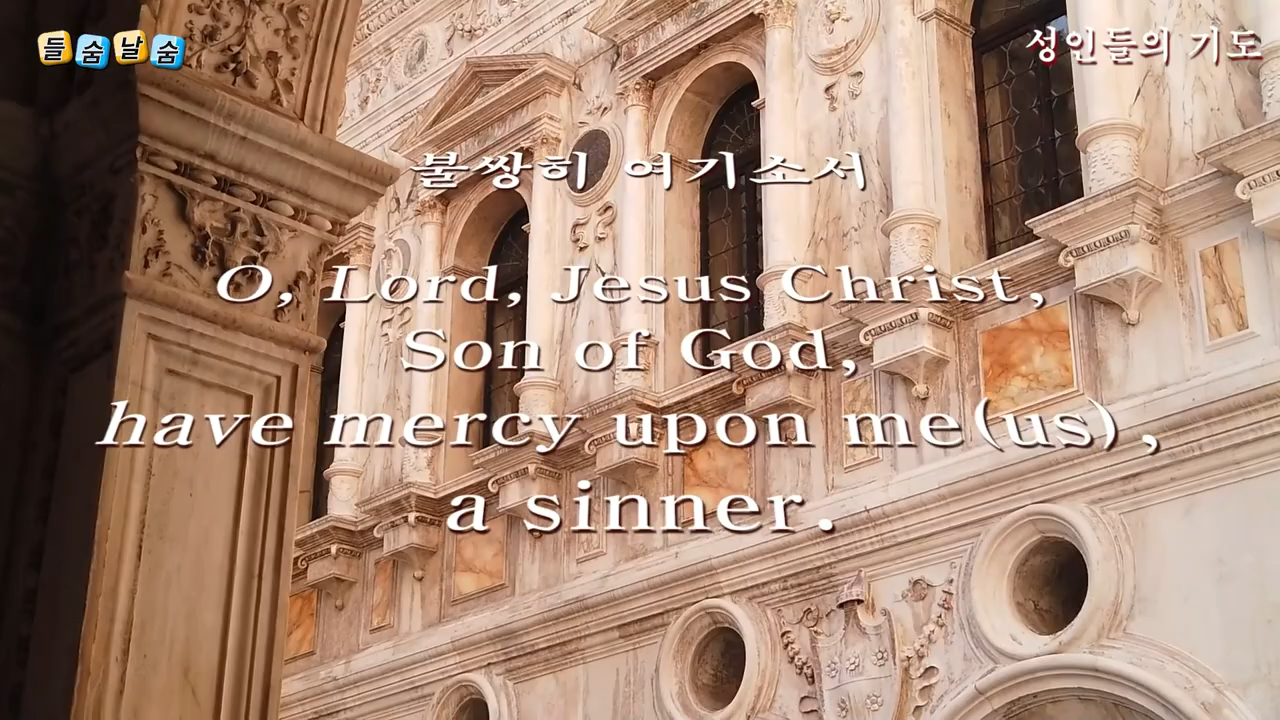 들숨날숨
성인들의 기도
불쌍히 여기소서
O, Lord, Jesus Christ,
Son of God,
have mercy upon me(us),
a sinner.